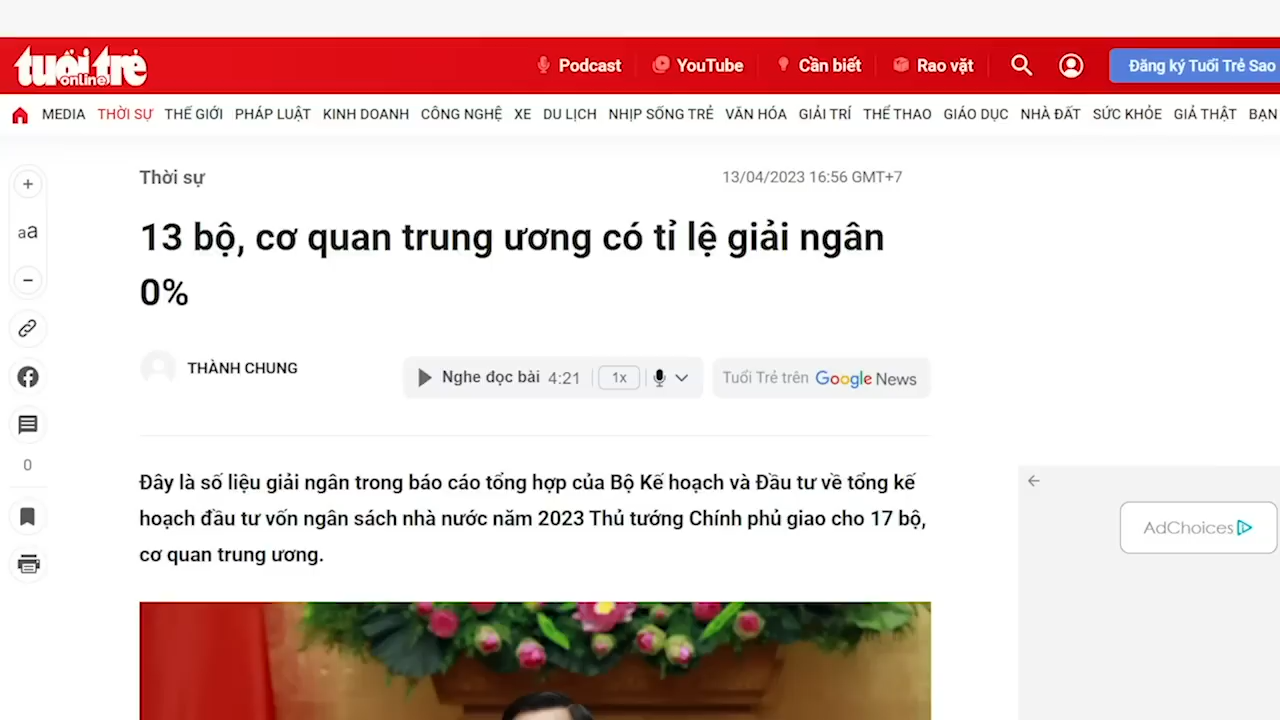 tuổi trẻ
online
Podcast
YouTube
Cần biết
Rao vặt
Đăng ký Tuổi Trẻ Sao
MEDIA THỜI SỰ THẾ GIỚI PHÁP LUẬT KINH DOANH CÔNG NGHỆ XE DU LỊCH NHỊP SỐNG TRẺ VĂN HÓA GIẢI TRÍ THỂ THAO GIÁO DỤC NHÀ ĐẤT SỨC KHỎE GIẢ THẬT BẠN
Thời sự
13/04/2023 16:56 GMT+7
+
aa
−
0
13 bộ, cơ quan trung ương có tỉ lệ giải ngân
0%
THÀNH CHUNG
Nghe đọc bài 4:21 1x
Tuổi Trẻ trên Google News
Đây là số liệu giải ngân trong báo cáo tổng hợp của Bộ Kế hoạch và Đầu tư về tổng kế
hoạch đầu tư vốn ngân sách nhà nước năm 2023 Thủ tướng Chính phủ giao cho 17 bộ,
cơ quan trung ương.
AdChoices